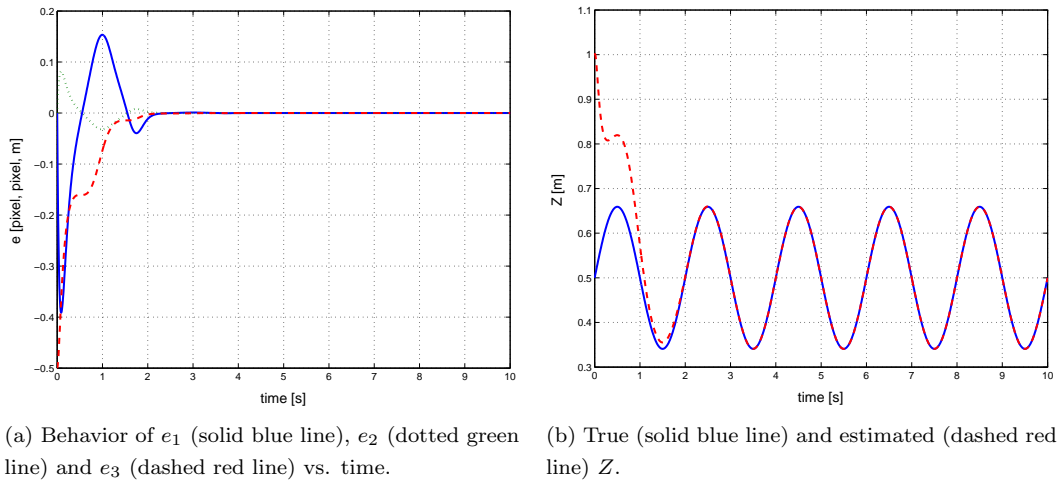 0.2
0.1
0
−0.1
−0.2
−0.3
−0.4
−0.5
e [pixel, pixel, m]
0 1 2 3 4 5 6 7 8 9 10
time [s]
1.1
1
0.9
0.8
0.7
0.6
0.5
0.4
0.3
Z [m]
0 1 2 3 4 5 6 7 8 9 10
time [s]
(a) Behavior of e₁ (solid blue line), e₂ (dotted green
line) and e₃ (dashed red line) vs. time.
(b) True (solid blue line) and estimated (dashed red
line) Z.